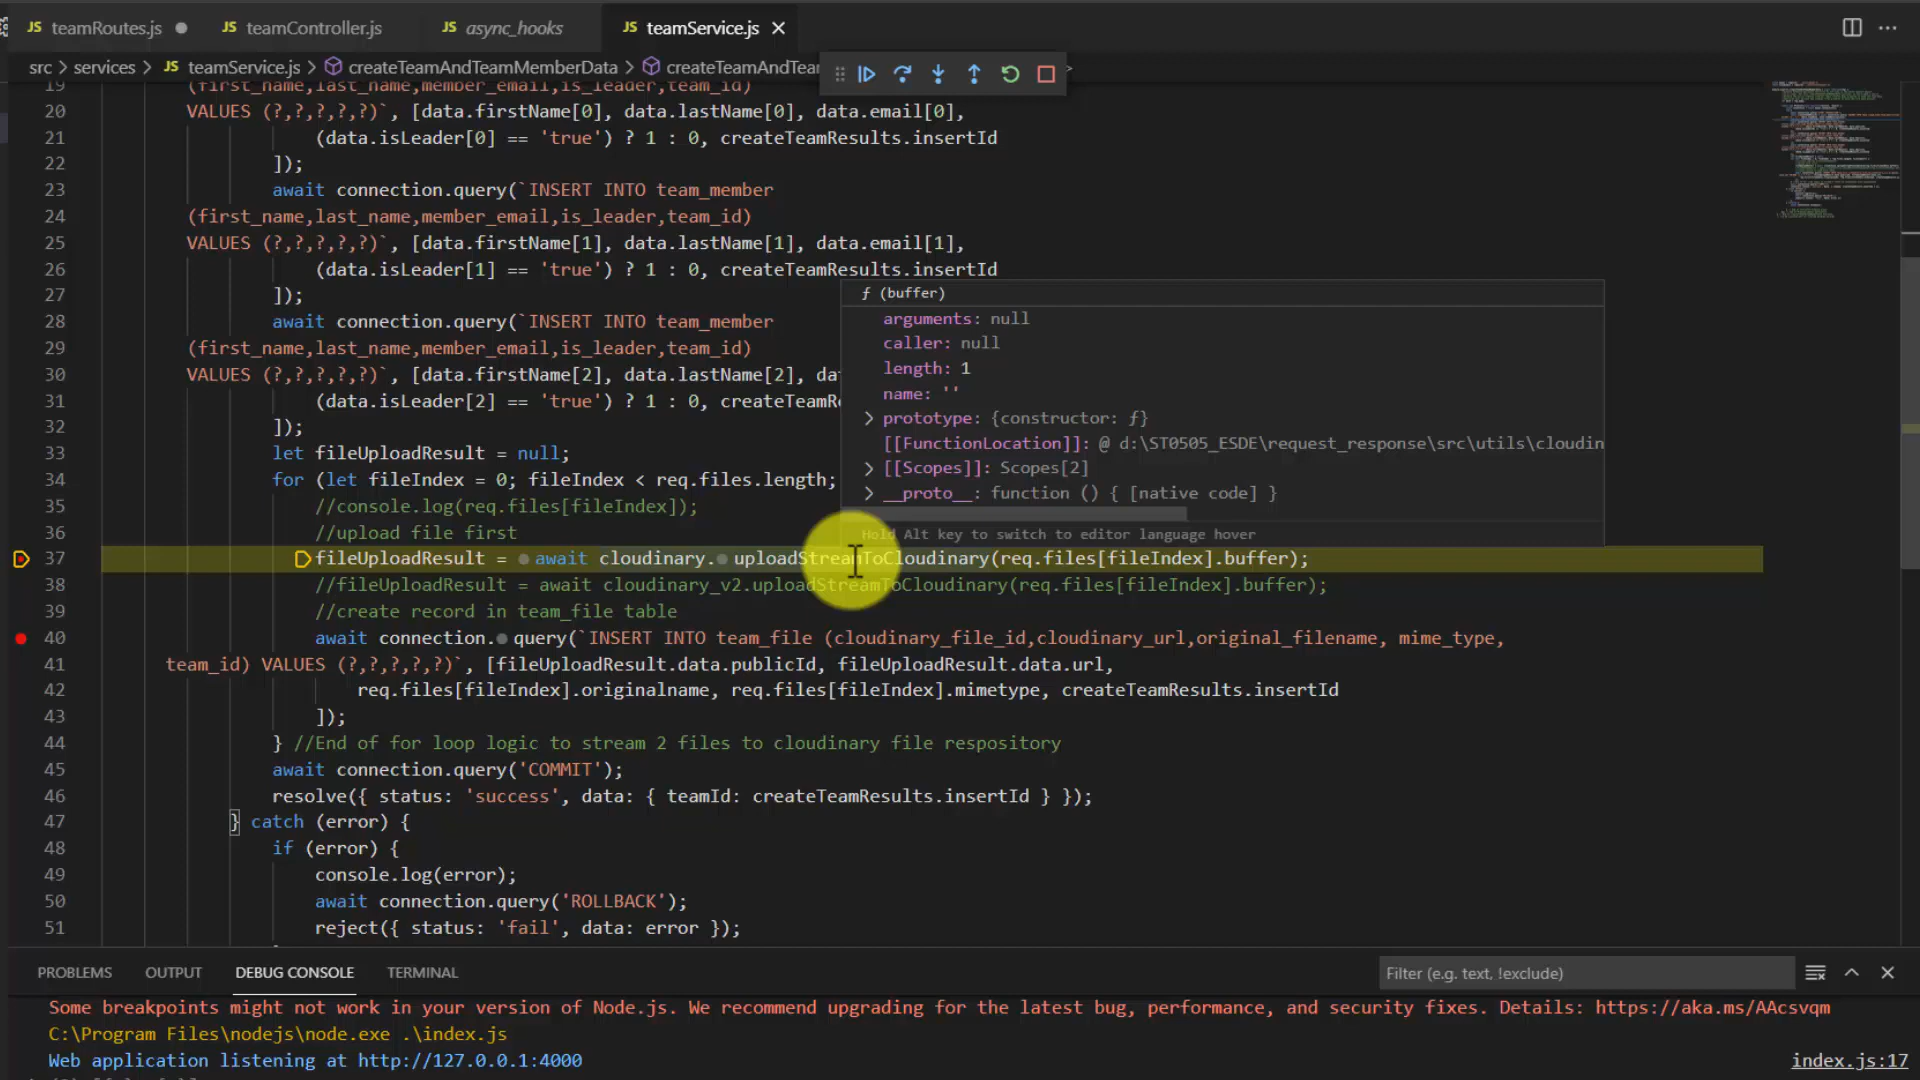 JS teamRoutes.js
JS teamController.js
JS async_hooks
JS teamService.js
src > services > JS teamService.js > createTeamAndTeamMemberData > createTeamAndTear
19 (first_name,last_name,member_email,is_leader,team_id)
20 VALUES (?,?,?,?,?)`, [data.firstName[0], data.lastName[0], data.email[0],
21 (data.isLeader[0] == 'true') ? 1 : 0, createTeamResults.insertId
22 ]);
23 await connection.query(`INSERT INTO team_member
24 (first_name,last_name,member_email,is_leader,team_id)
25 VALUES (?,?,?,?,?)`, [data.firstName[1], data.lastName[1], data.email[1],
26 (data.isLeader[1] == 'true') ? 1 : 0, createTeamResults.insertId
27 ]);
28 await connection.query(`INSERT INTO team_member
29 (first_name,last_name,member_email,is_leader,team_id)
30 VALUES (?,?,?,?,?)`, [data.firstName[2], data.lastName[2], da
31 (data.isLeader[2] == 'true') ? 1 : 0, createTeamR
32 ]);
33 let fileUploadResult = null;
34 for (let fileIndex = 0; fileIndex < req.files.length;
35 //console.log(req.files[fileIndex]);
36 //upload file first
37 fileUploadResult = await cloudinary.uploadStreamToCloudinary(req.files[fileIndex].buffer);
38 //fileUploadResult = await cloudinary_v2.uploadStreamToCloudinary(req.files[fileIndex].buffer);
39 //create record in team_file table
40 await connection.query(`INSERT INTO team_file (cloudinary_file_id,cloudinary_url,original_filename, mime_type,
41 team_id) VALUES (?,?,?,?,?)`, [fileUploadResult.data.publicId, fileUploadResult.data.url,
42 req.files[fileIndex].originalname, req.files[fileIndex].mimetype, createTeamResults.insertId
43 ]);
44 } //End of for loop logic to stream 2 files to cloudinary file respository
45 await connection.query('COMMIT');
46 resolve({ status: 'success', data: { teamId: createTeamResults.insertId } });
47 } catch (error) {
48 if (error) {
49 console.log(error);
50 await connection.query('ROLLBACK');
51 reject({ status: 'fail', data: error });
ƒ (buffer)
arguments: null
caller: null
length: 1
name: ''
> prototype: {constructor: ƒ}
[[FunctionLocation]]: @ d:\ST0505_ESDE\request_response\src\utils\cloudin
> [[Scopes]]: Scopes[2]
> __proto__: function () { [native code] }
Hold Alt key to switch to editor language hover
PROBLEMS OUTPUT DEBUG CONSOLE TERMINAL
Filter (e.g. text, !exclude)
Some breakpoints might not work in your version of Node.js. We recommend upgrading for the latest bug, performance, and security fixes. Details: https://aka.ms/AAcsvqm
C:\Program Files\nodejs\node.exe .\index.js
Web application listening at http://127.0.0.1:4000
index.js:17